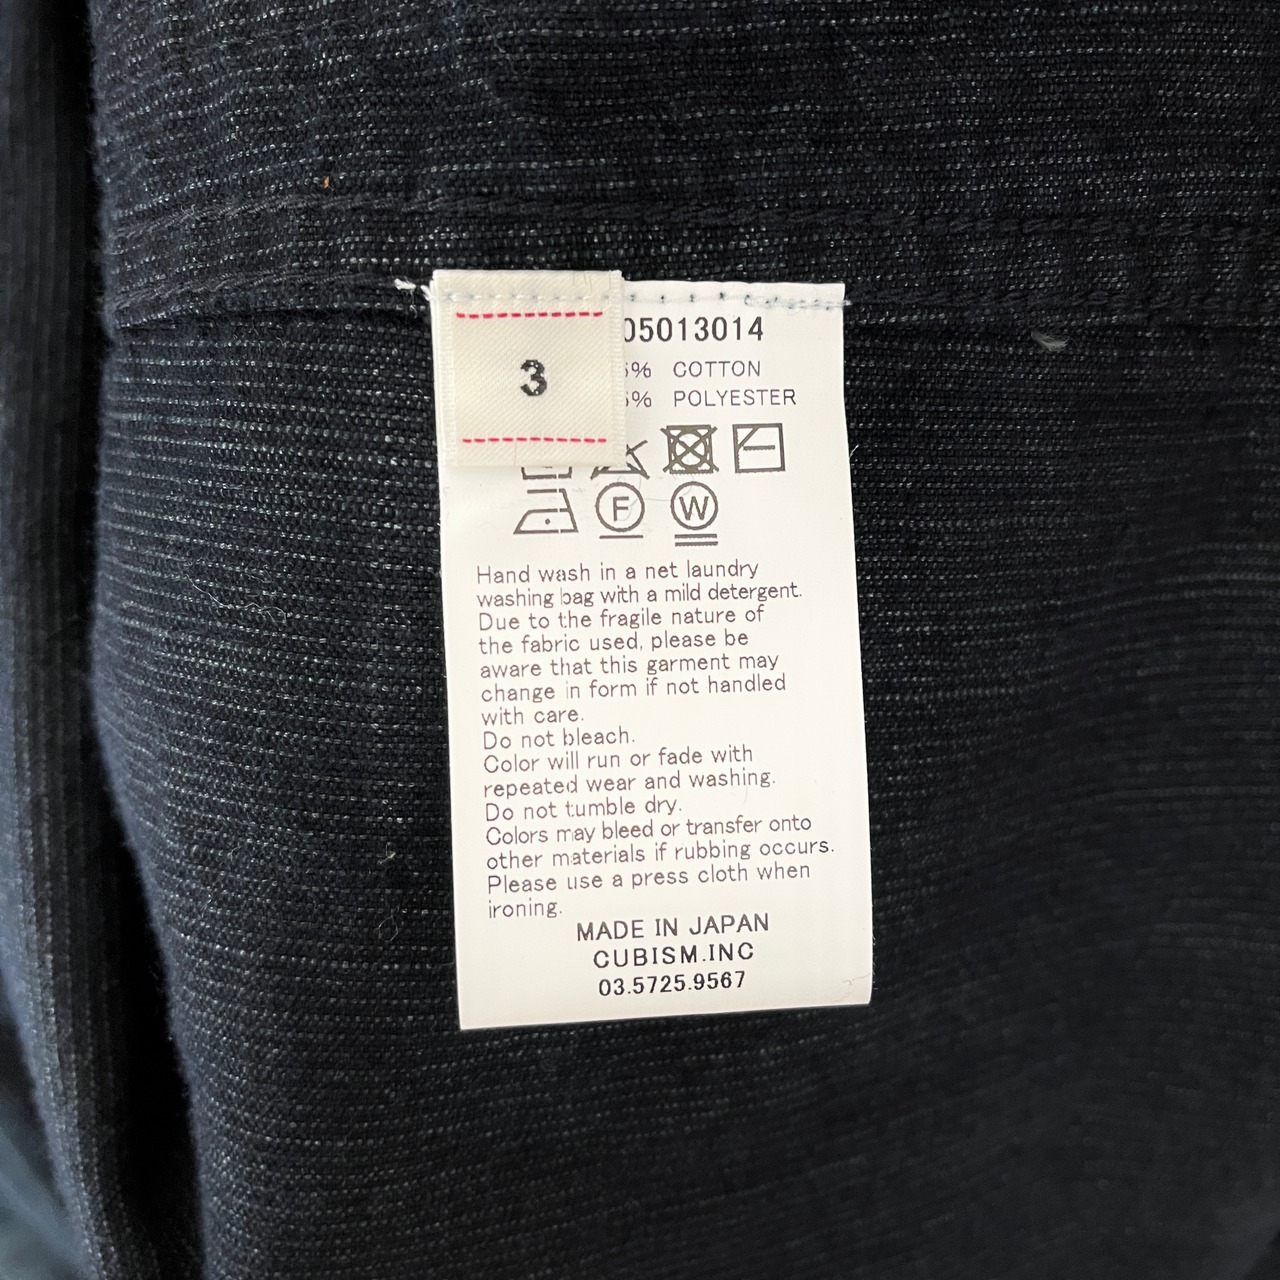 3
05013014
% COTTON
% POLYESTER
F W
Hand wash in a net laundry
washing bag with a mild detergent.
Due to the fragile nature of
the fabric used, please be
aware that this garment may
change in form if not handled
with care.
Do not bleach.
Color will run or fade with
repeated wear and washing.
Do not tumble dry.
Colors may bleed or transfer onto
other materials if rubbing occurs.
Please use a press cloth when
ironing.
MADE IN JAPAN
CUBISM.INC
03.5725.9567